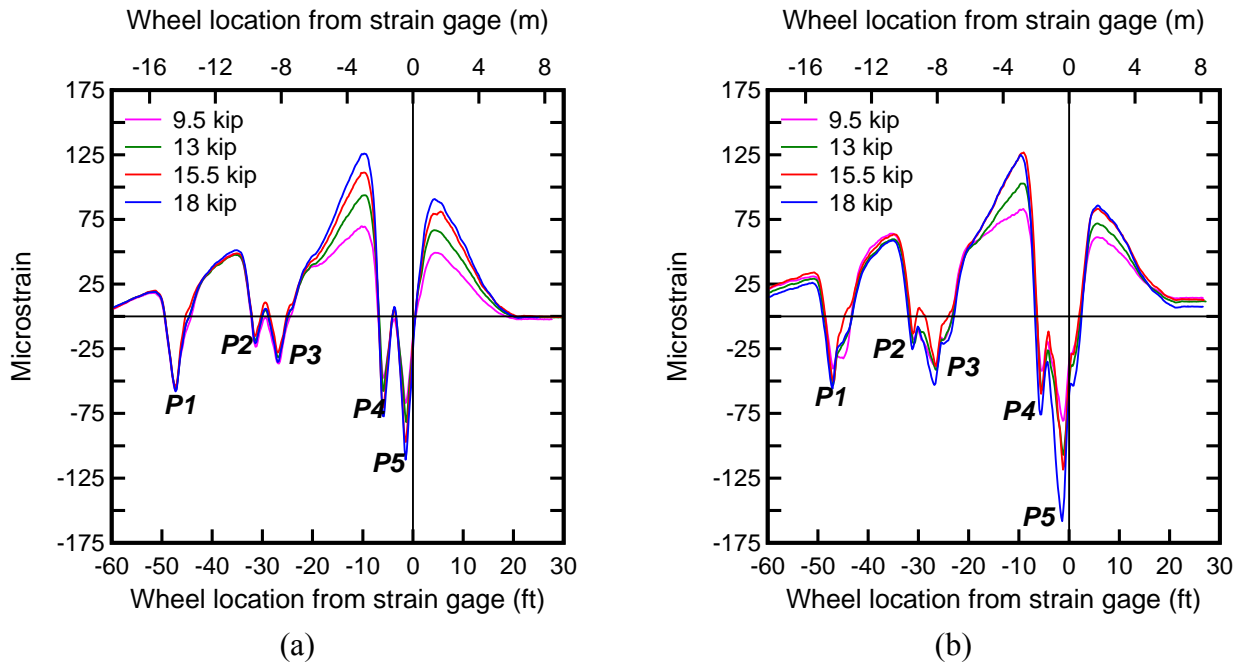 Wheel location from strain gage (m)
-16 -12 -8 -4 0 4 8
175
125
75
25
-25
-75
-125
-175
Microstrain
9.5 kip
13 kip
15.5 kip
18 kip
P1
P2
P3
P4
P5
-60 -50 -40 -30 -20 -10 0 10 20 30
Wheel location from strain gage (ft)
(a)
Wheel location from strain gage (m)
-16 -12 -8 -4 0 4 8
175
125
75
25
-25
-75
-125
-175
Microstrain
9.5 kip
13 kip
15.5 kip
18 kip
P1
P2
P3
P4
P5
-60 -50 -40 -30 -20 -10 0 10 20 30
Wheel location from strain gage (ft)
(b)